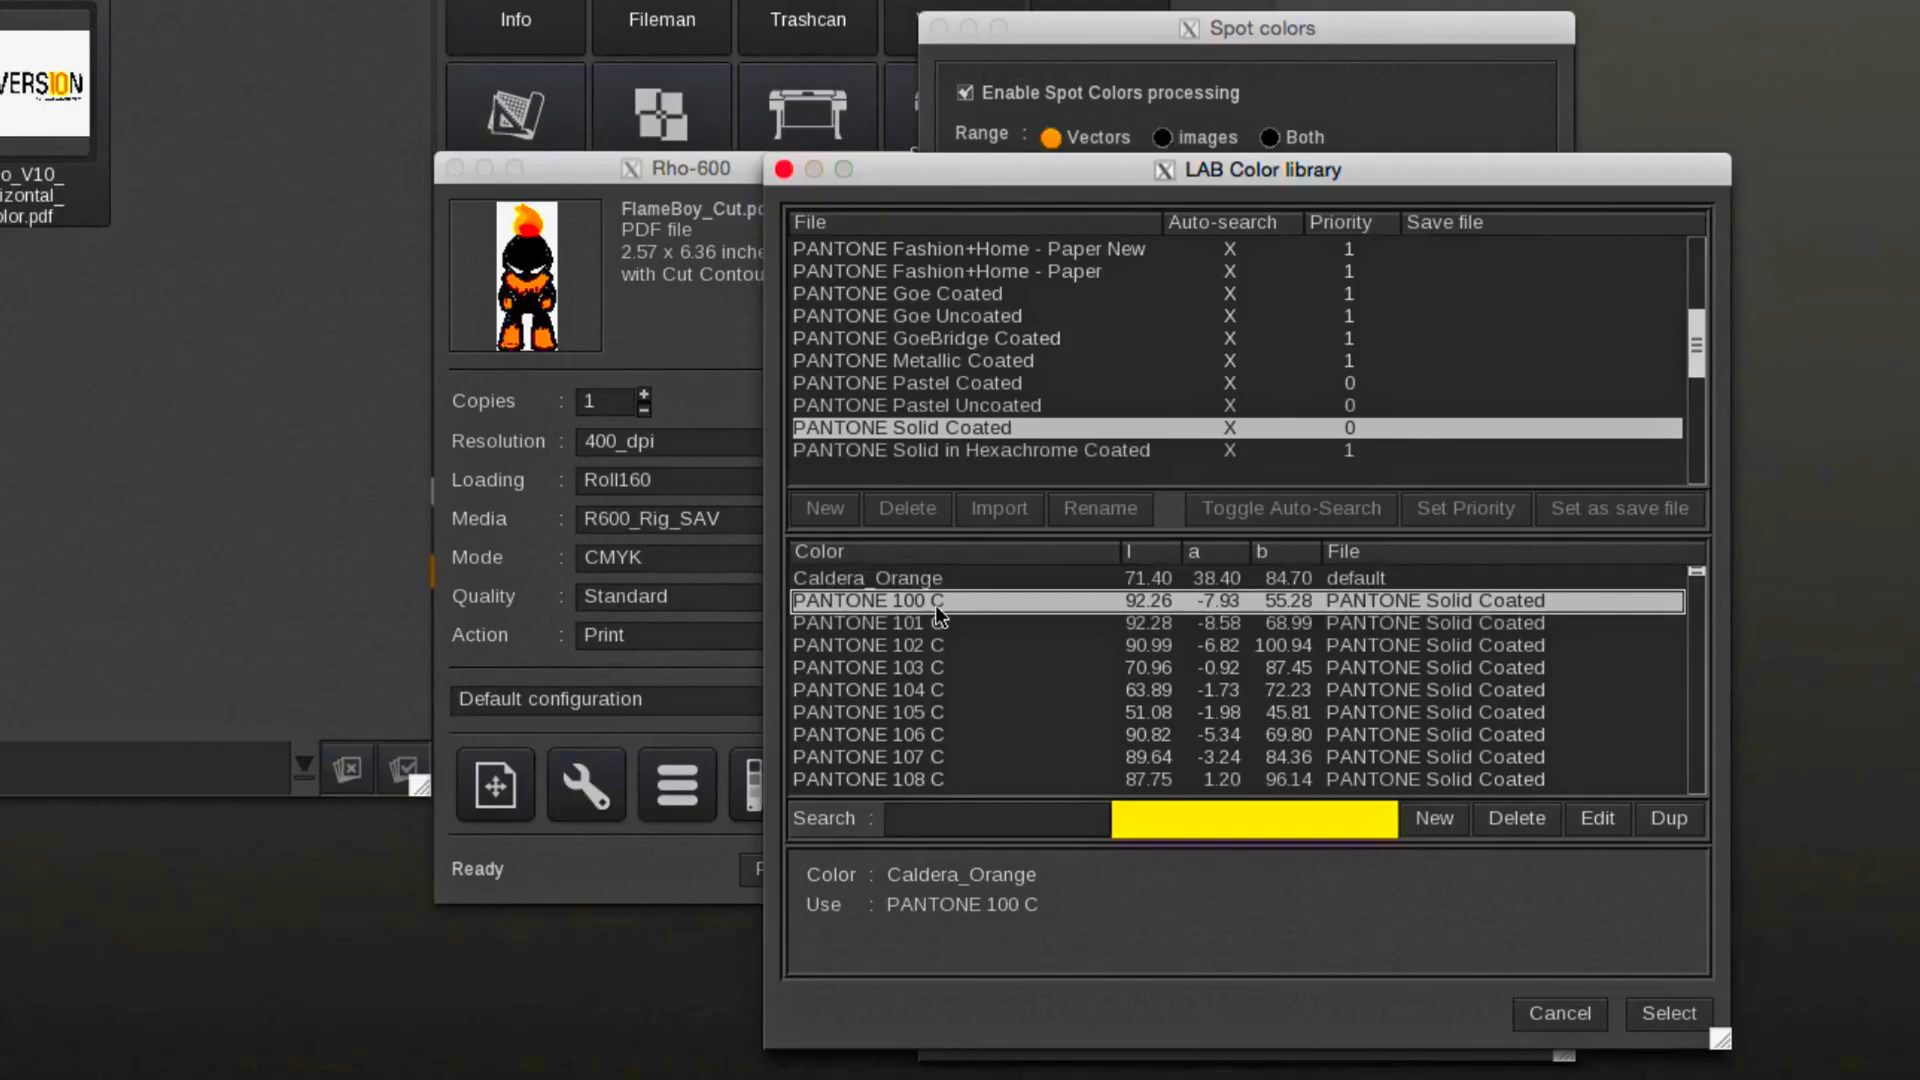 Info
Fileman
Trashcan
VERS10N
o_V10_
izontal_
olor.pdf
Spot colors
Enable Spot Colors processing
Range : Vectors images Both
Rho-600
FlameBoy_Cut.pd
PDF file
2.57 x 6.36 inche
with Cut Contou
Copies : 1
Resolution : 400_dpi
Loading : Roll160
Media : R600_Rig_SAV
Mode : CMYK
Quality : Standard
Action : Print
Default configuration
Ready
LAB Color library
File Auto-search Priority Save file
PANTONE Fashion+Home - Paper New X 1
PANTONE Fashion+Home - Paper X 1
PANTONE Goe Coated X 1
PANTONE Goe Uncoated X 1
PANTONE GoeBridge Coated X 1
PANTONE Metallic Coated X 1
PANTONE Pastel Coated X 0
PANTONE Pastel Uncoated X 0
PANTONE Solid Coated X 0
PANTONE Solid in Hexachrome Coated X 1
New Delete Import Rename Toggle Auto-Search Set Priority Set as save file
Color l a b File
Caldera_Orange 71.40 38.40 84.70 default
PANTONE 100 C 92.26 -7.93 55.28 PANTONE Solid Coated
PANTONE 101 C 92.28 -8.58 68.99 PANTONE Solid Coated
PANTONE 102 C 90.99 -6.82 100.94 PANTONE Solid Coated
PANTONE 103 C 70.96 -0.92 87.45 PANTONE Solid Coated
PANTONE 104 C 63.89 -1.73 72.23 PANTONE Solid Coated
PANTONE 105 C 51.08 -1.98 45.81 PANTONE Solid Coated
PANTONE 106 C 90.82 -5.34 69.80 PANTONE Solid Coated
PANTONE 107 C 89.64 -3.24 84.36 PANTONE Solid Coated
PANTONE 108 C 87.75 1.20 96.14 PANTONE Solid Coated
Search : New Delete Edit Dup
Color : Caldera_Orange
Use : PANTONE 100 C
Cancel Select